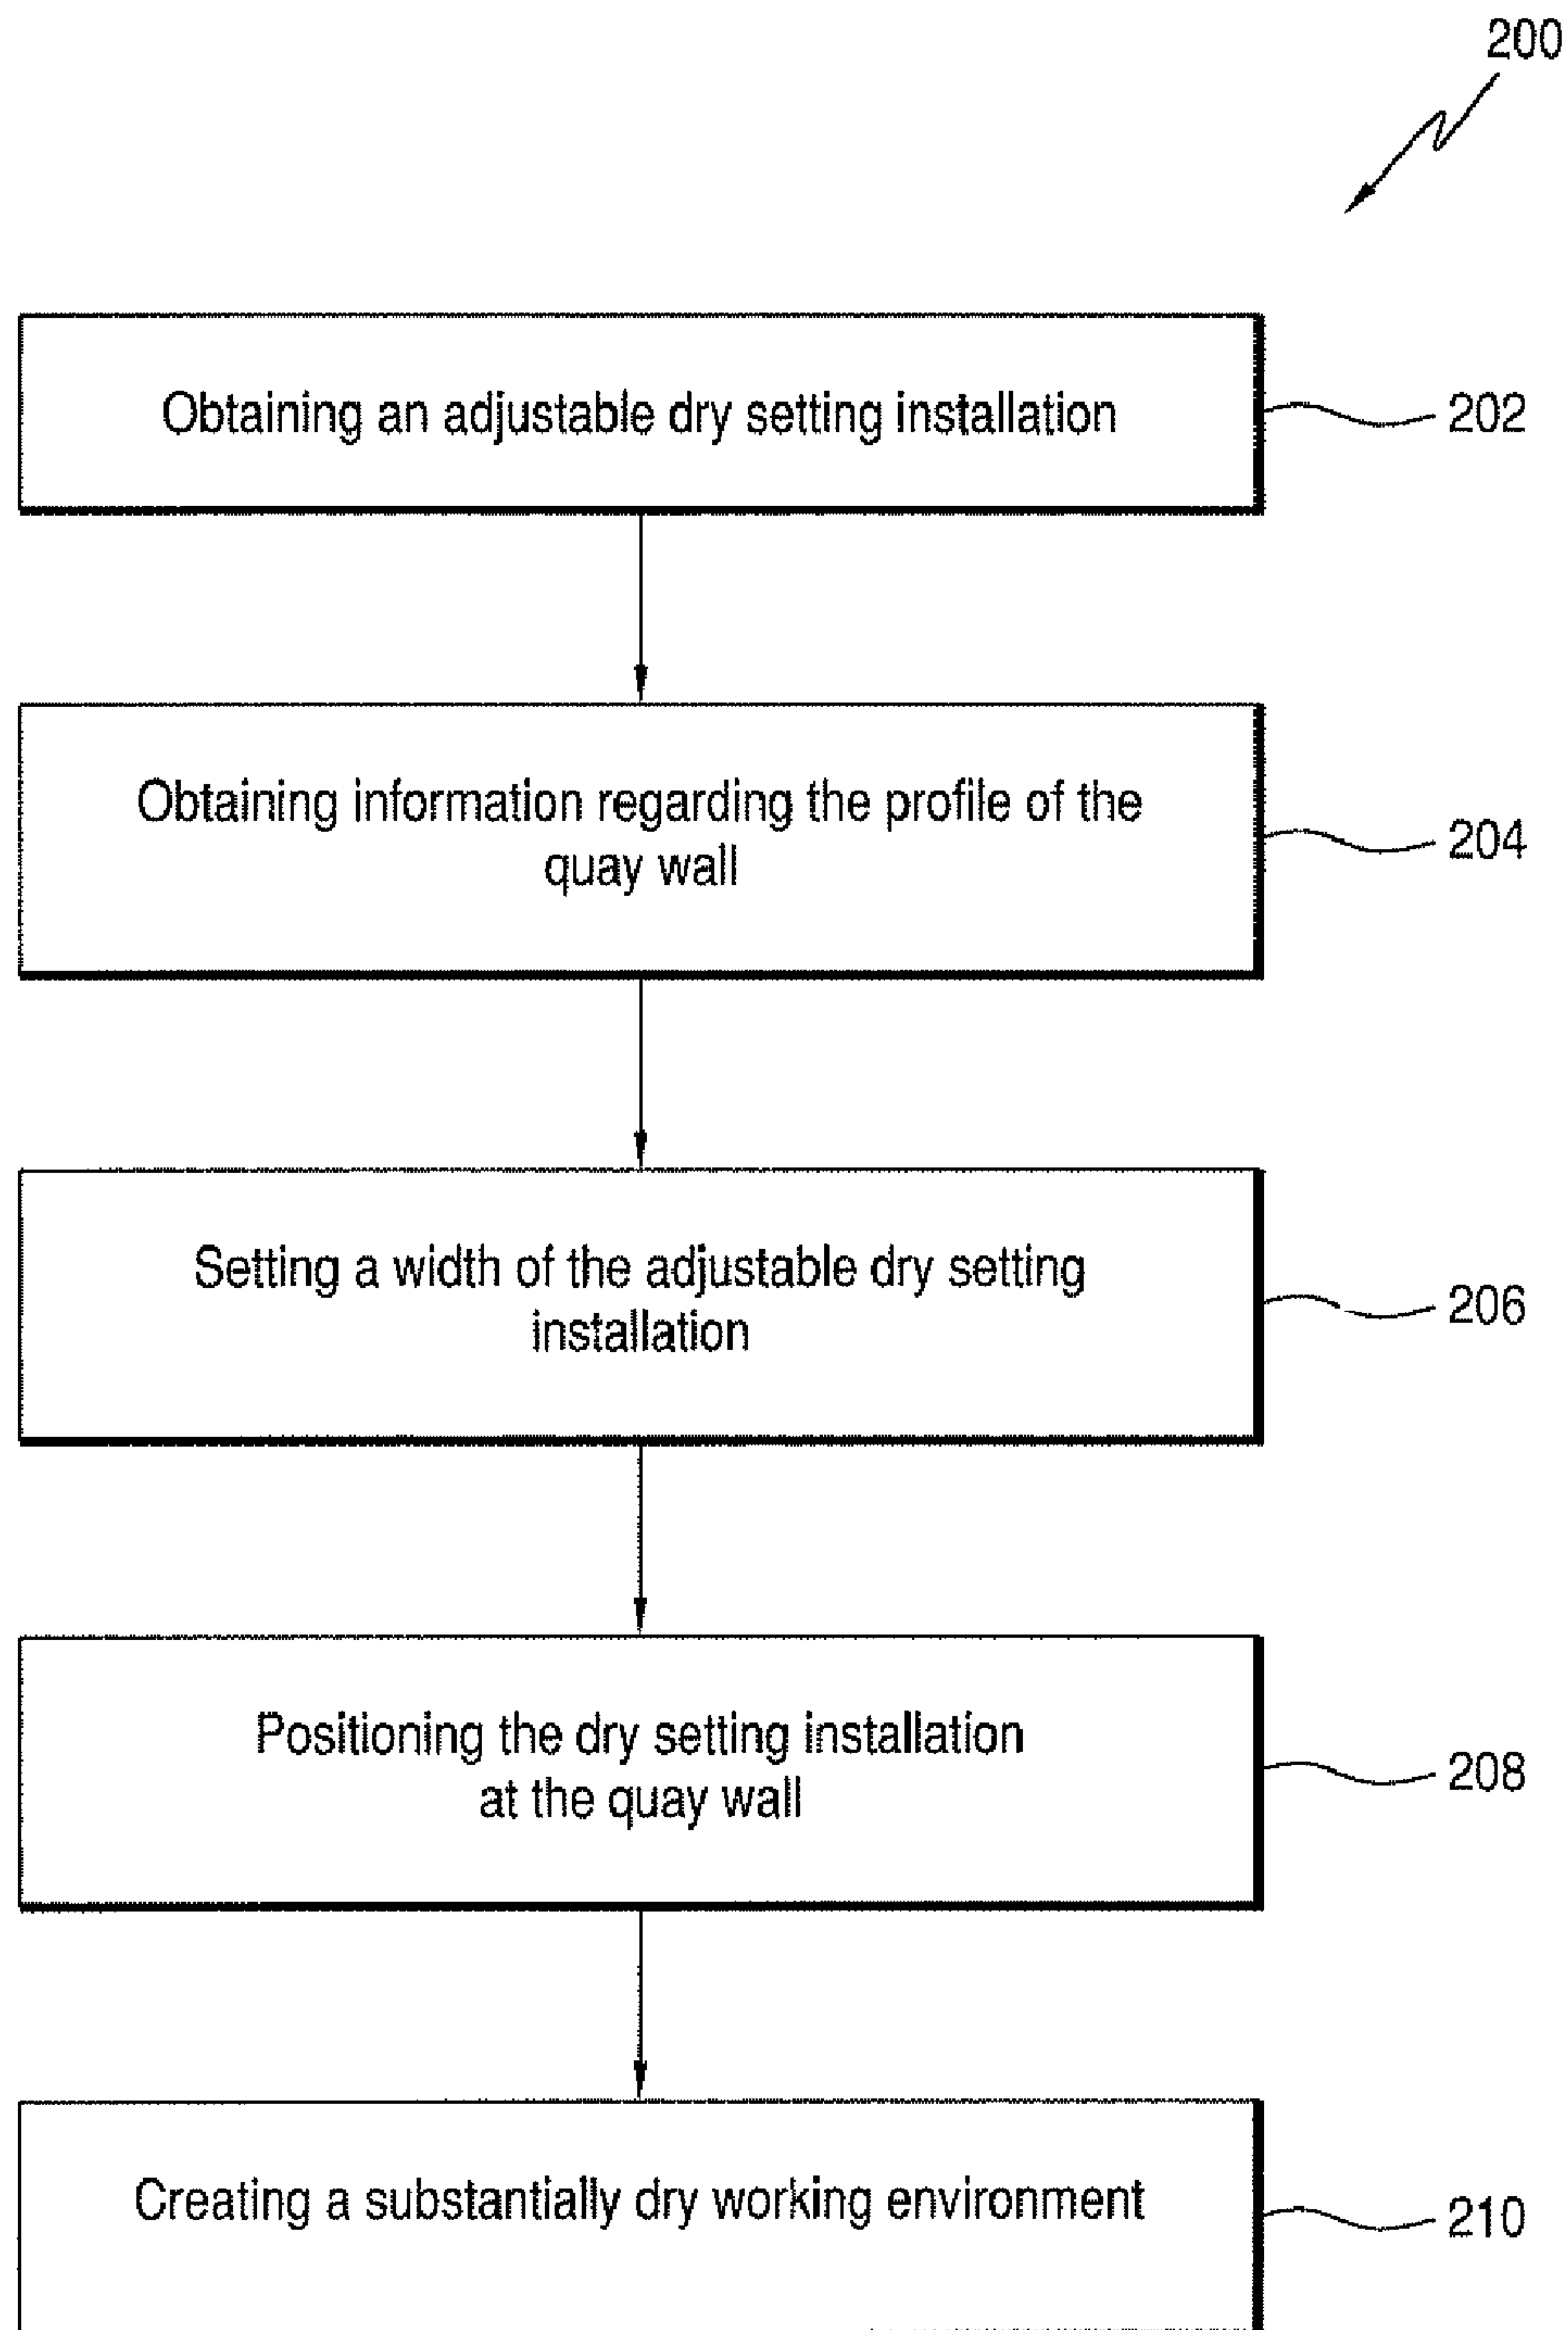 200
Obtaining an adjustable dry setting installation
202
Obtaining information regarding the profile of the
quay wall
204
Setting a width of the adjustable dry setting
installation
206
Positioning the dry setting installation
at the quay wall
208
Creating a substantially dry working environment
210